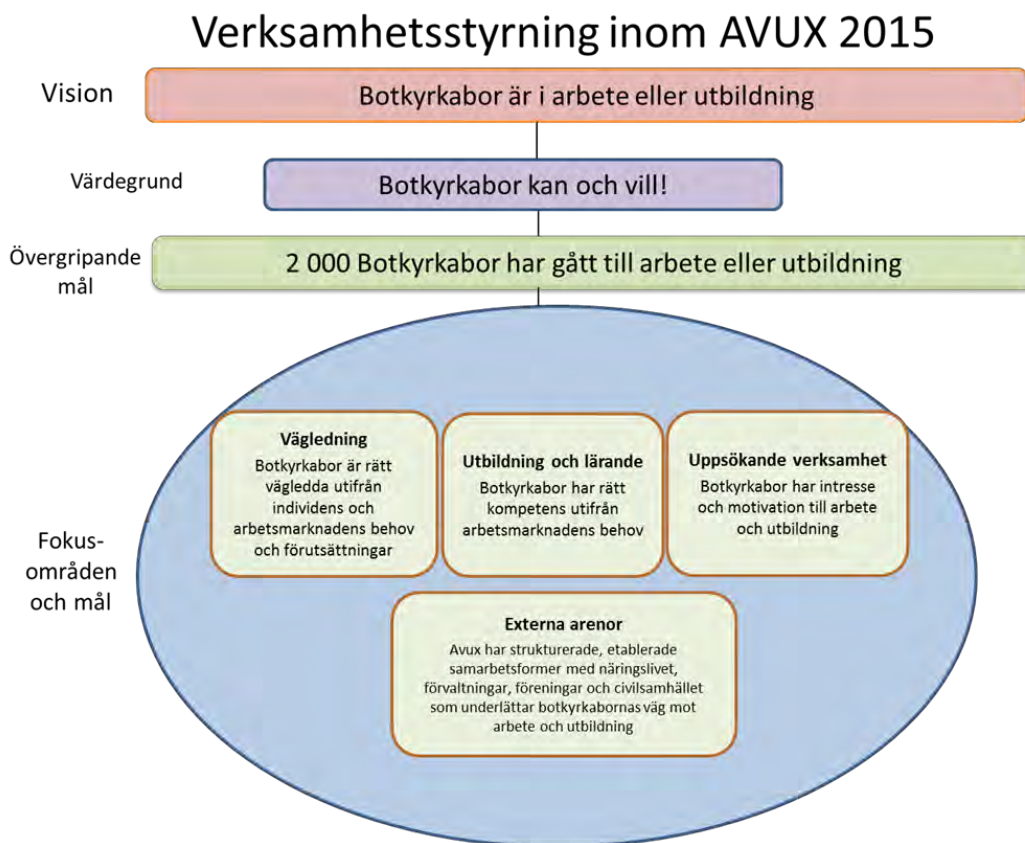 Verksamhetsstyrning inom AVUX 2015
Vision
Botkyrkabor är i arbete eller utbildning
Värdegrund
Botkyrkabor kan och vill!
Övergripande
mål
2 000 Botkyrkabor har gått till arbete eller utbildning
Fokus-
områden
och mål
Vägledning
Botkyrkabor är rätt
vägledda utifrån
individens och
arbetsmarknadens behov
och förutsättningar
Utbildning och lärande
Botkyrkabor har rätt
kompetens utifrån
arbetsmarknadens behov
Uppsökande verksamhet
Botkyrkabor har intresse
och motivation till arbete
och utbildning
Externa arenor
Avux har strukturerade, etablerade
samarbetsformer med näringslivet,
förvaltningar, föreningar och civilsamhället
som underlättar botkyrkabornas väg mot
arbete och utbildning